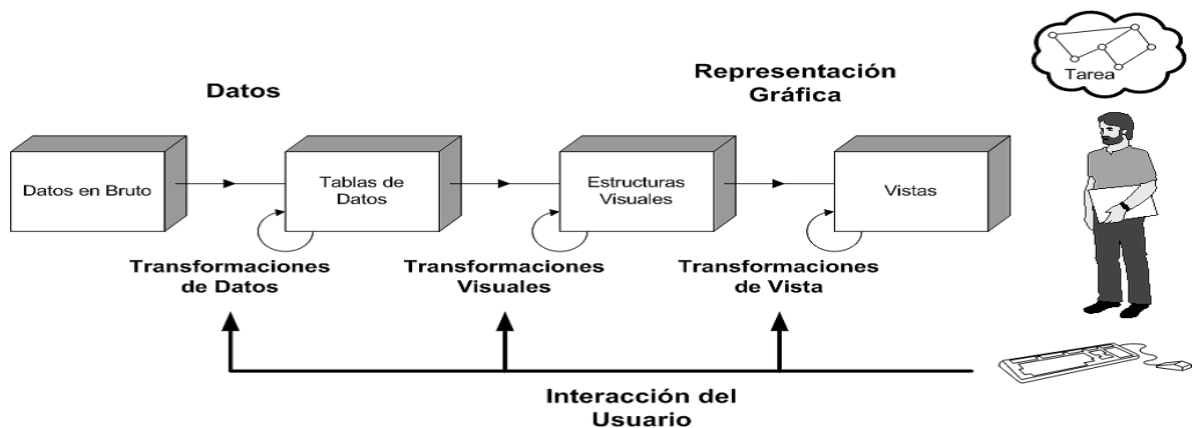 Tarea
Datos
Representación
Gráfica
Datos en Bruto
Tablas de
Datos
Estructuras
Visuales
Vistas
Transformaciones
de Datos
Transformaciones
Visuales
Transformaciones
de Vista
Interacción del
Usuario